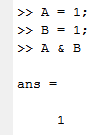 >> A = 1;
>> B = 1;
>> A & B
ans =
1